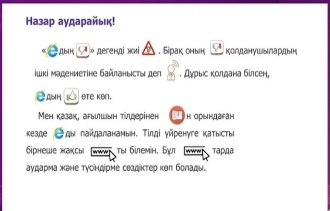 Назар аударайық!
« дың » дегенді жиі . Бірақ оның қолданушылардың
ішкі мәдениетіне байланысты деп . Дұрыс қолдана білсең,
дың өте көп.
Мен қазақ, ағылшын тілдерінен н орындаған
кезде ды пайдаланамын. Тілді үйренуге қатысты
бірнеше жақсы www ты білемін. Бұл www тарда
аударма және түсіндірме сөздіктер көп болады.